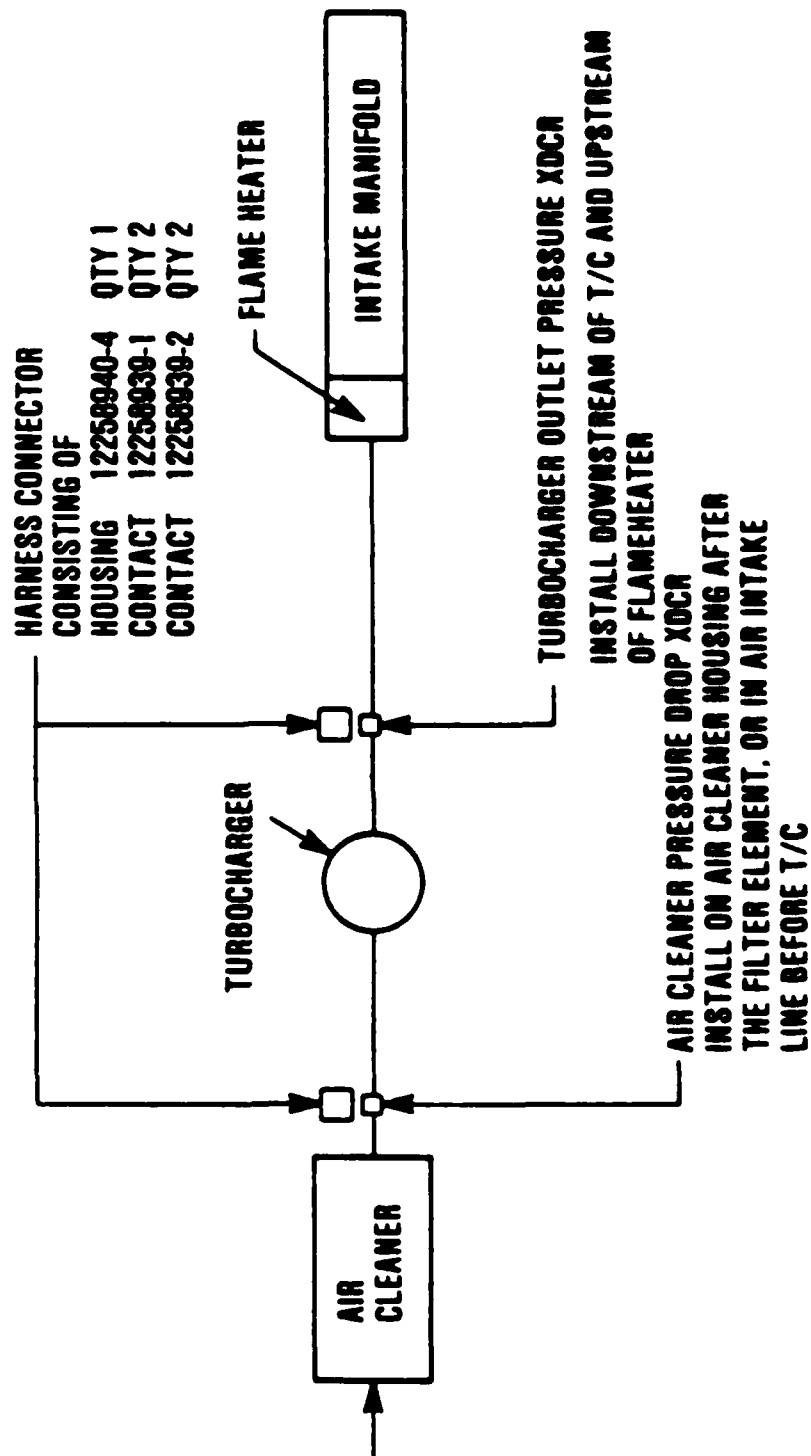 HARNESS CONNECTOR
CONSISTING OF
HOUSING 12258940-4 QTY 1
CONTACT 12258939-1 QTY 2
CONTACT 12258939-2 QTY 2
FLAME HEATER
TURBOCHARGER
AIR
CLEANER
INTAKE MANIFOLD
TURBOCHARGER OUTLET PRESSURE XDCR
INSTALL DOWNSTREAM OF T/C AND UPSTREAM
OF FLAMEHEATER
AIR CLEANER PRESSURE DROP XDCR
INSTALL ON AIR CLEANER HOUSING AFTER
THE FILTER ELEMENT, OR IN AIR INTAKE
LINE BEFORE T/C